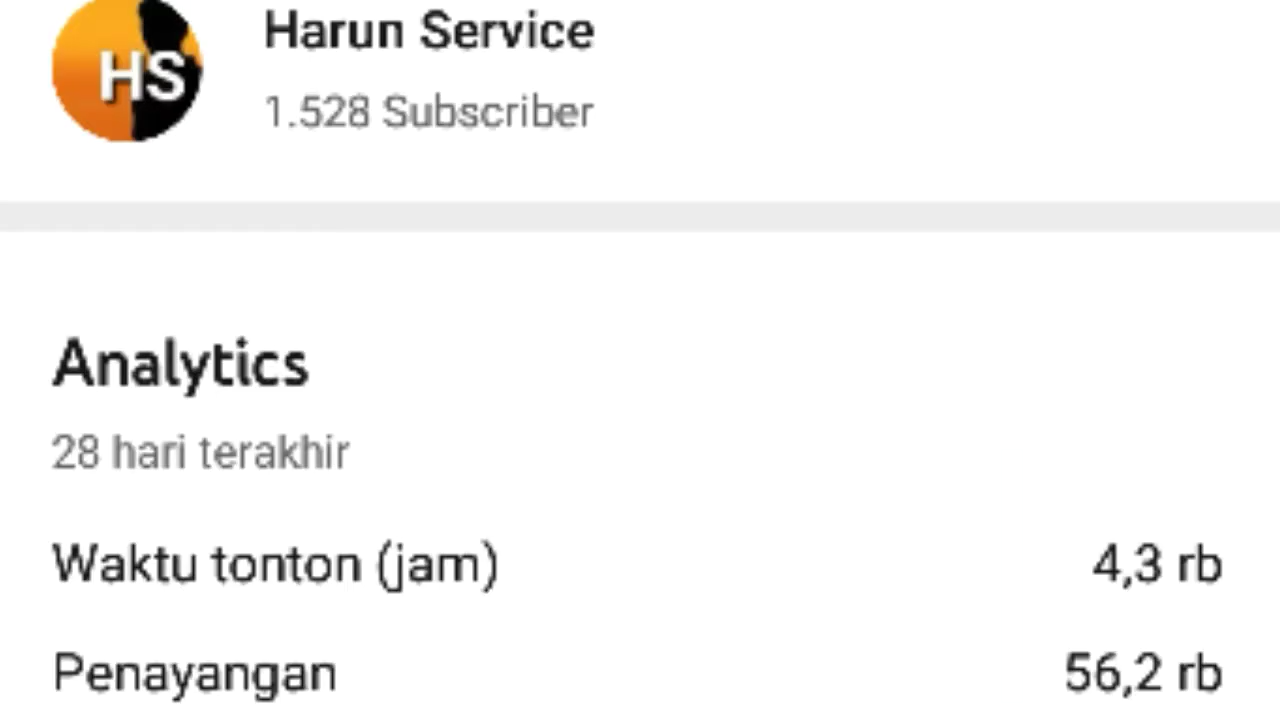 HS
Harun Service
1.528 Subscriber
Analytics
28 hari terakhir
Waktu tonton (jam) 4,3 rb
Penayangan 56,2 rb